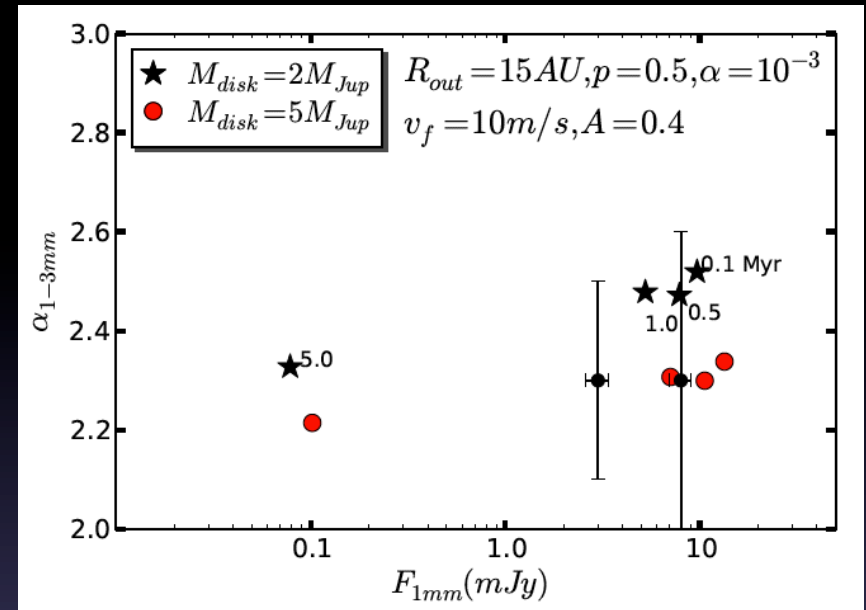 3.0
2.8
2.6
2.4
2.2
2.0
α1−3mm
M_disk = 2M_Jup
M_disk = 5M_Jup
R_out = 15AU, p = 0.5, α = 10^−3
v_f = 10m/s, A = 0.4
0.1 Myr
0.5
1.0
5.0
0.1
1.0
10
F_1mm (mJy)